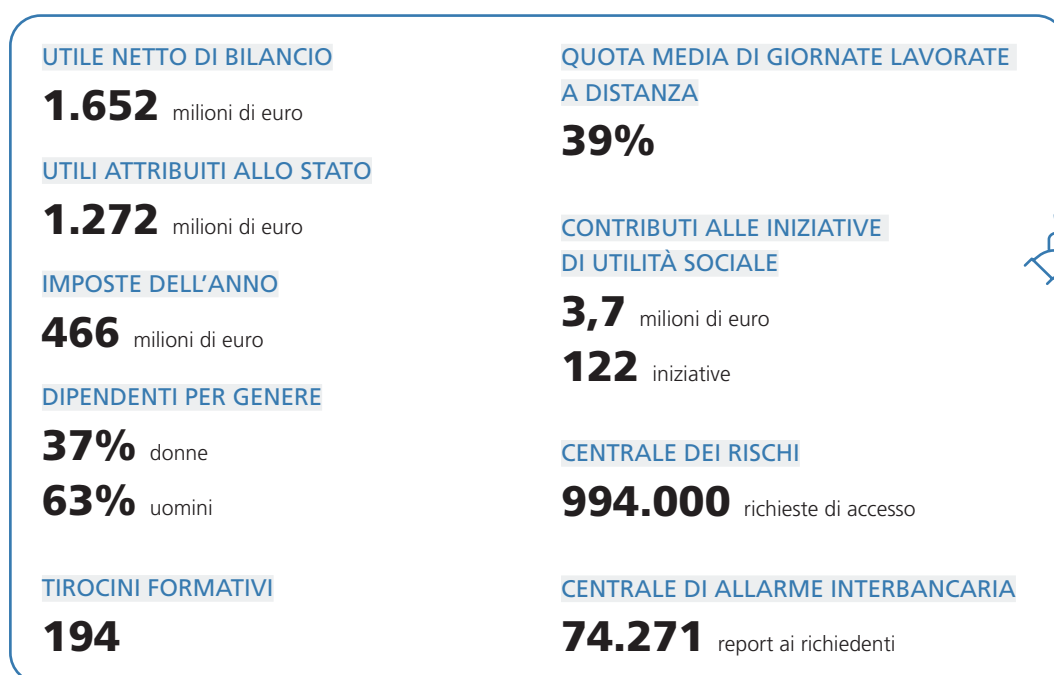 UTILE NETTO DI BILANCIO
1.652 milioni di euro
UTILI ATTRIBUITI ALLO STATO
1.272 milioni di euro
IMPOSTE DELL'ANNO
466 milioni di euro
DIPENDENTI PER GENERE
37% donne
63% uomini
TIROCINI FORMATIVI
194
QUOTA MEDIA DI GIORNATE LAVORATE
A DISTANZA
39%
CONTRIBUTI ALLE INIZIATIVE
DI UTILITÀ SOCIALE
3,7 milioni di euro
122 iniziative
CENTRALE DEI RISCHI
994.000 richieste di accesso
CENTRALE DI ALLARME INTERBANCARIA
74.271 report ai richiedenti